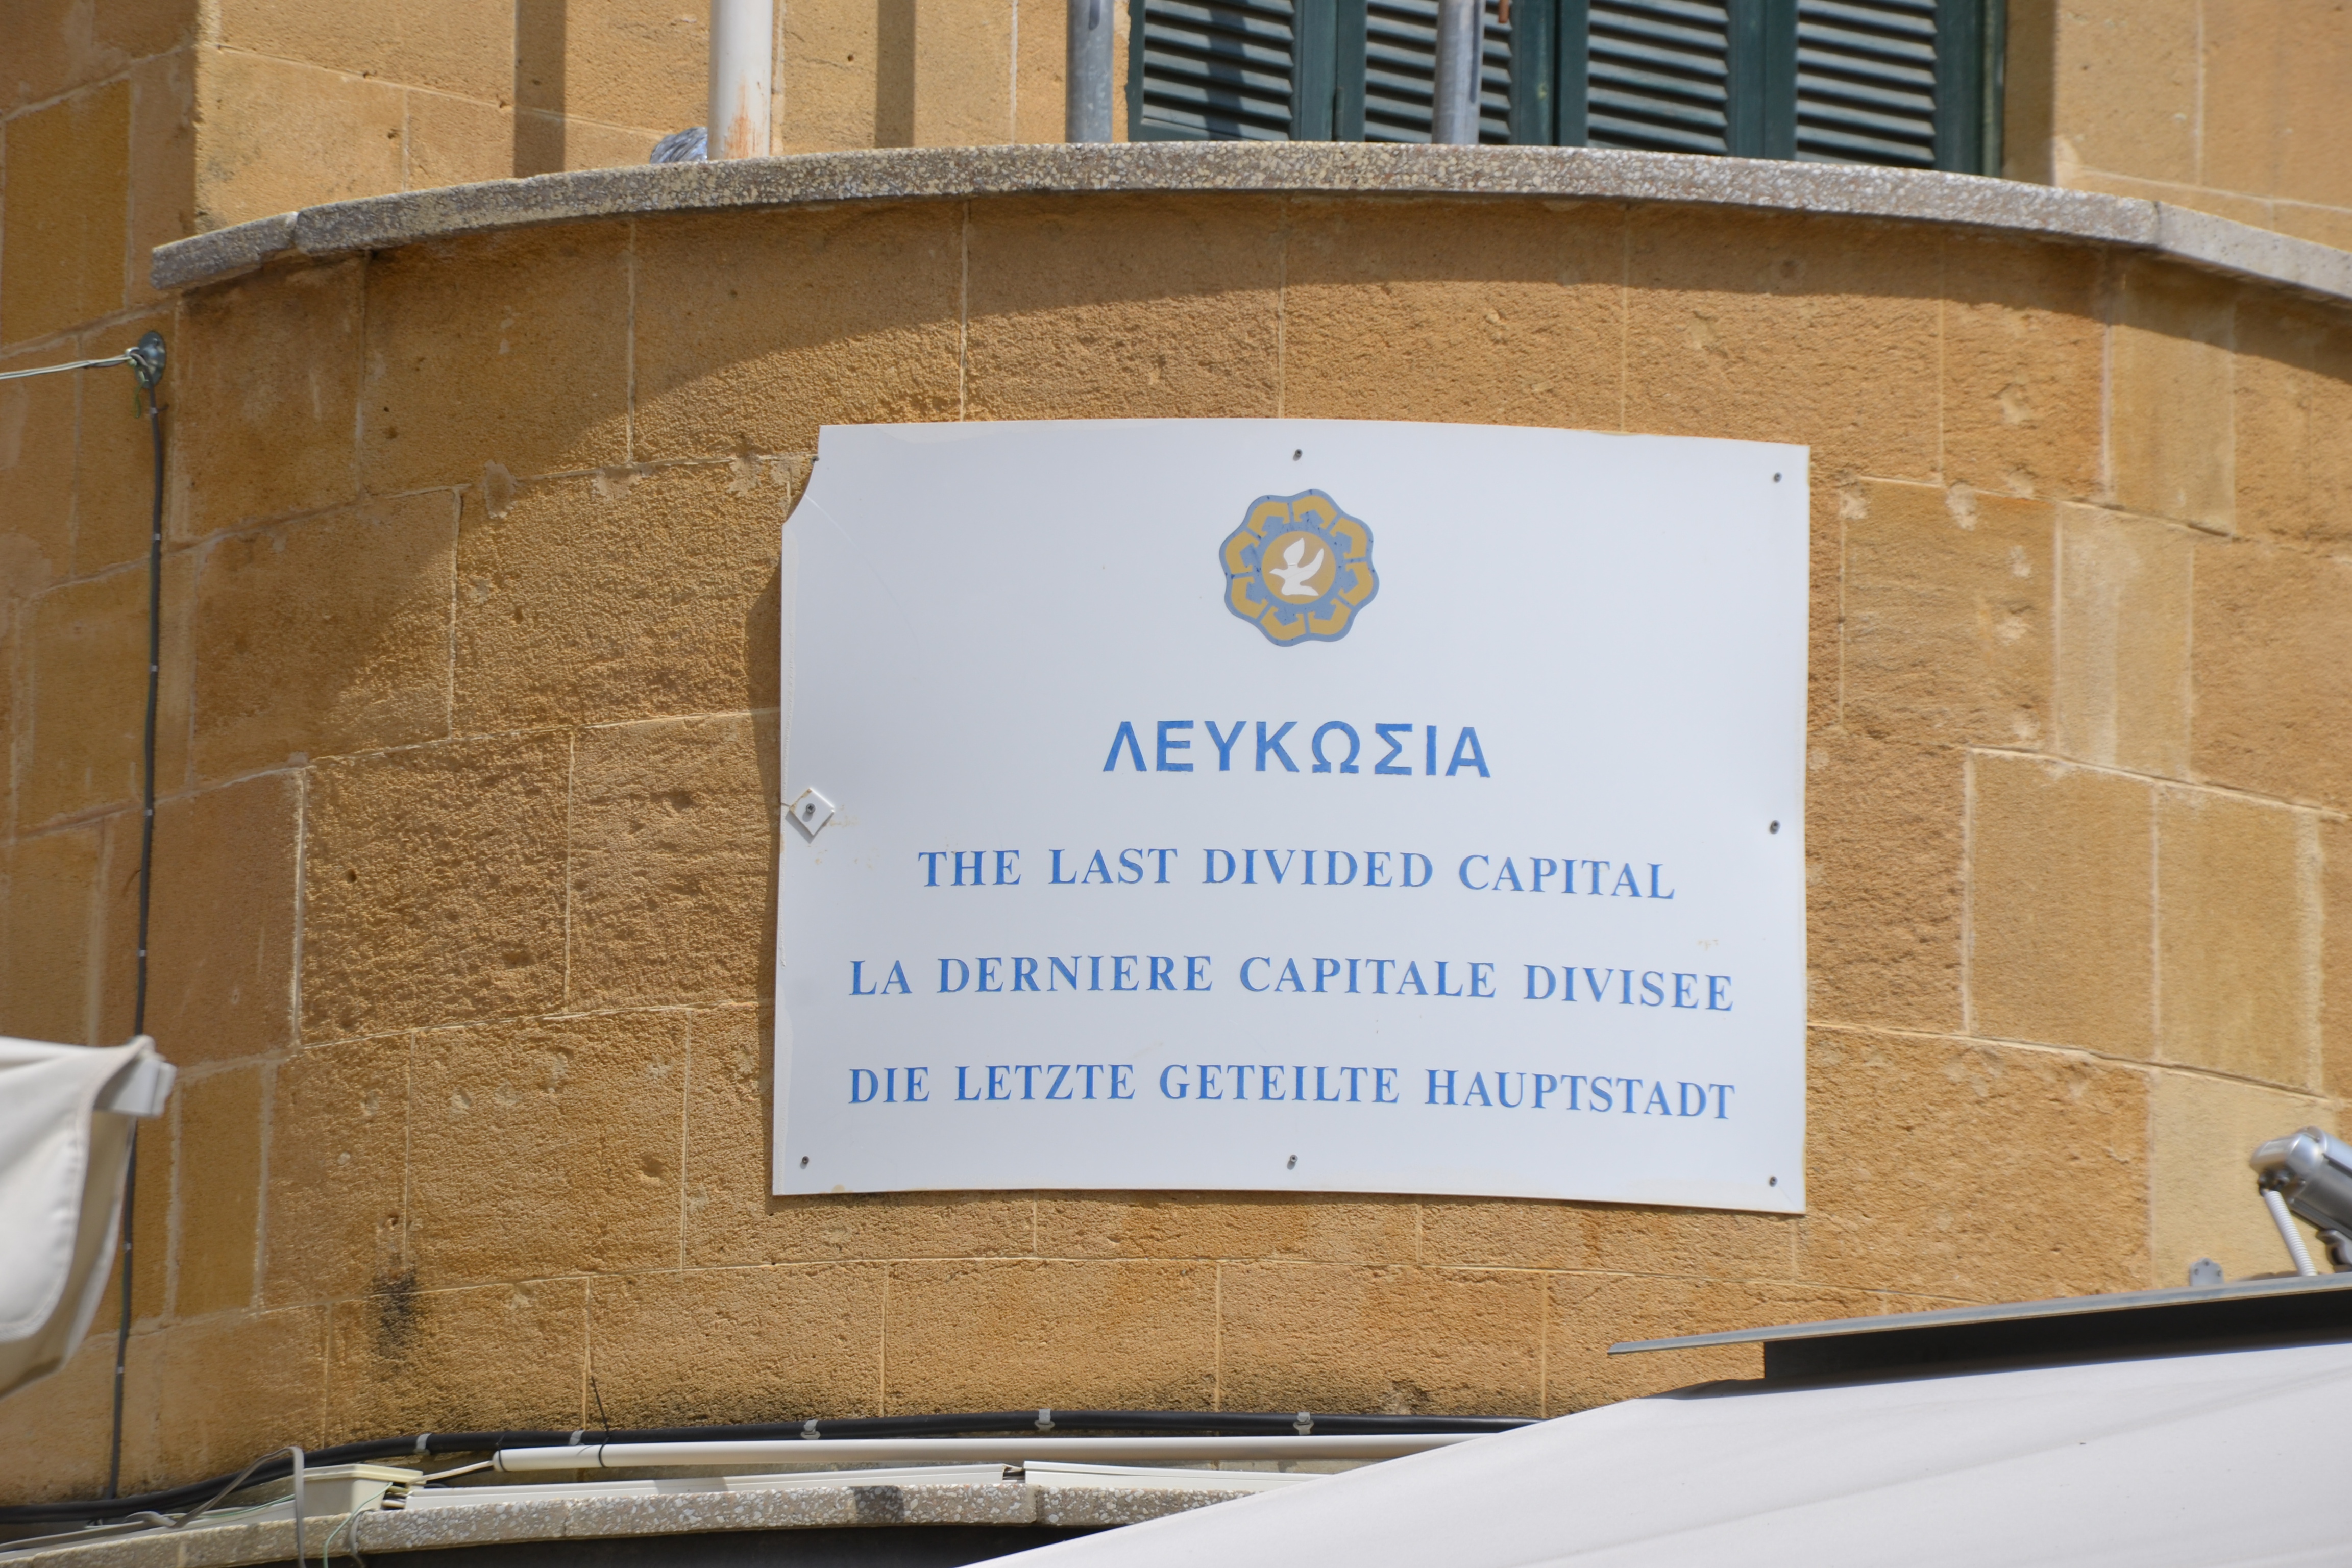 ΛΕΥΚΩΣΙΑ
THE LAST DIVIDED CAPITAL
LA DERNIERE CAPITALE DIVISEE
DIE LETZTE GETEILTE HAUPTSTADT